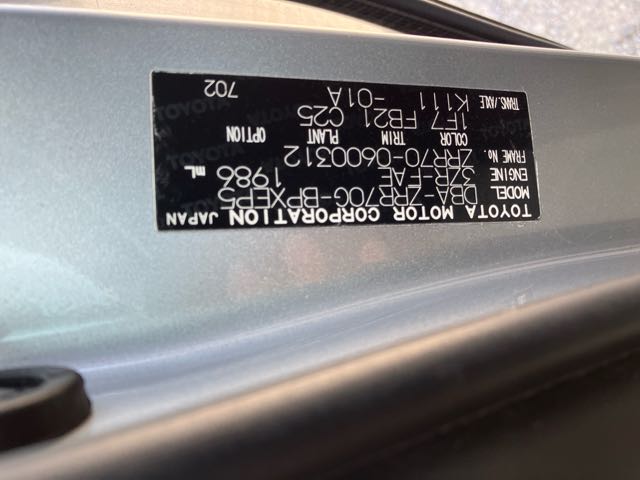 TOYOTA MOTOR CORPORATION JAPAN
MODEL DBA-ZRR70G-BPXEP5
ENGINE 3ZR-FAE 1986 mL
FRAME No. ZRR70-0600312
COLOR TRIM PLANT OPTION
1F7 FB21 C25
TRANS./AXLE K111
-01A
702